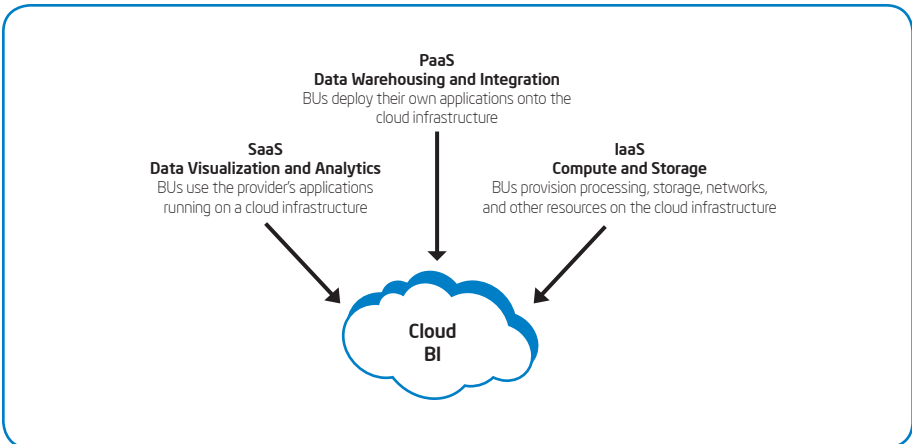 PaaS
Data Warehousing and Integration
BUs deploy their own applications onto the
cloud infrastructure
SaaS
Data Visualization and Analytics
BUs use the provider's applications
running on a cloud infrastructure
IaaS
Compute and Storage
BUs provision processing, storage, networks,
and other resources on the cloud infrastructure
Cloud
BI